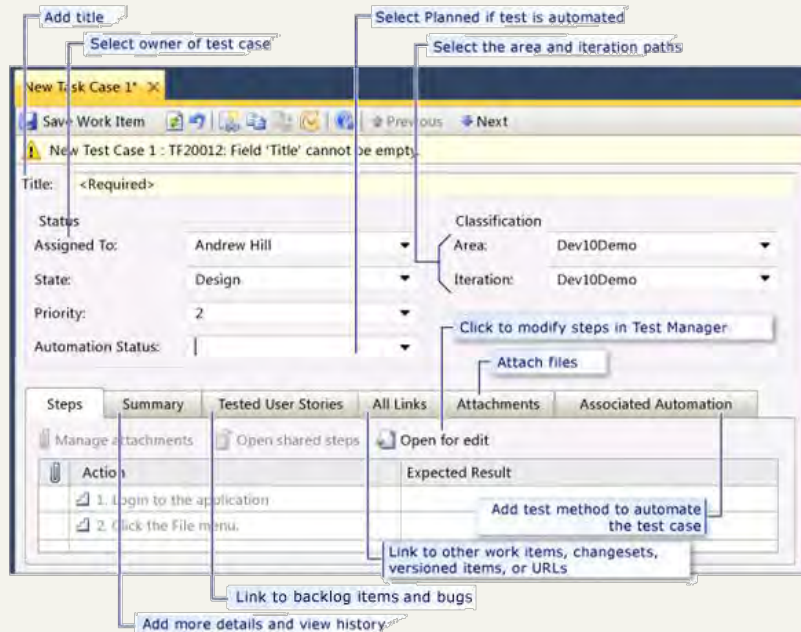 Add title
Select Planned if test is automated
Select owner of test case
Select the area and iteration paths
New Task Case 1* X
Save Work Item Previous Next
New Test Case 1 : TF20012: Field 'Title' cannot be empty.
Title: <Required>
Status Classification
Assigned To: Andrew Hill Area: Dev10Demo
State: Design Iteration: Dev10Demo
Priority: 2
Click to modify steps in Test Manager
Automation Status:
Attach files
Steps Summary Tested User Stories All Links Attachments Associated Automation
Manage attachments Open shared steps Open for edit
Action Expected Result
1. Login to the application
Add test method to automate
2. Click the File menu.
the test case
Link to other work items, changesets,
versioned items, or URLs
Link to backlog items and bugs
Add more details and view history